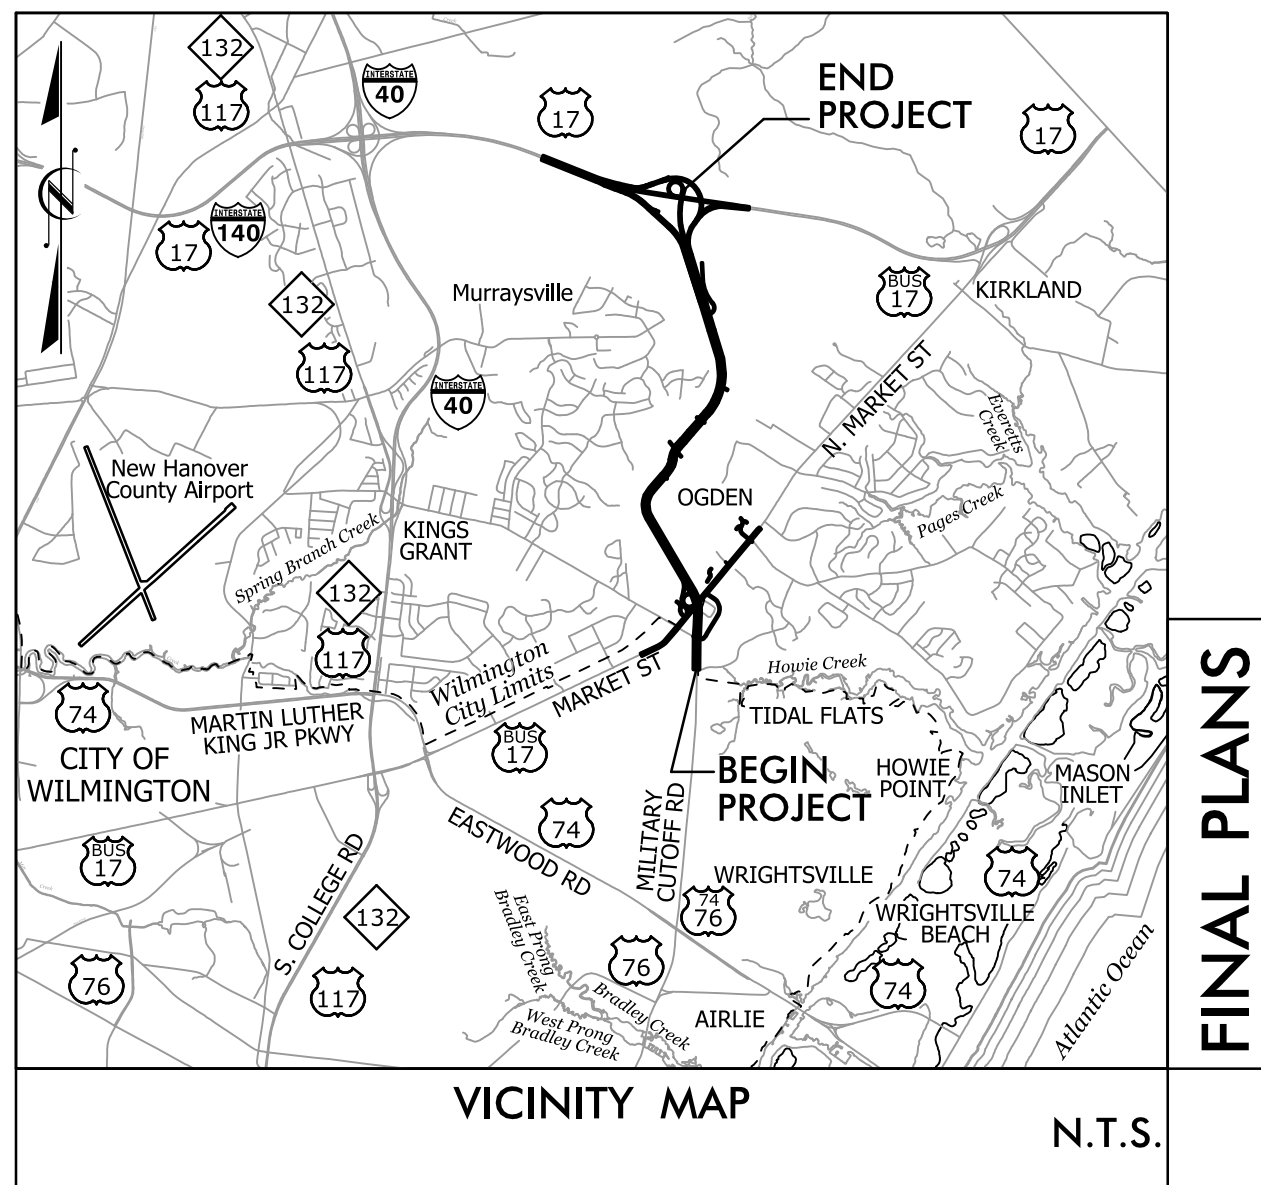 132
117
INTERSTATE
40
17
END
PROJECT
17
N
17
INTERSTATE
140
132
117
Murraysville
BUS
17
KIRKLAND
INTERSTATE
40
N. MARKET ST
Everetts
Creek
New Hanover
County Airport
OGDEN
Pages Creek
KINGS
GRANT
Spring Branch Creek
132
117
Wilmington
City Limits
MARKET ST
Howie Creek
74
MARTIN LUTHER
KING JR PKWY
TIDAL FLATS
BUS
17
CITY OF
WILMINGTON
BEGIN
PROJECT
HOWIE
POINT
MASON
INLET
MILITARY
CUTOFF RD
EASTWOOD RD
74
BUS
17
S. COLLEGE RD
WRIGHTSVILLE
74
74
76
132
WRIGHTSVILLE
BEACH
East Prong
Bradley Creek
76
76
117
74
Bradley Creek
West Prong
Bradley Creek
AIRLIE
Atlantic Ocean
FINAL PLANS
VICINITY MAP
N.T.S.